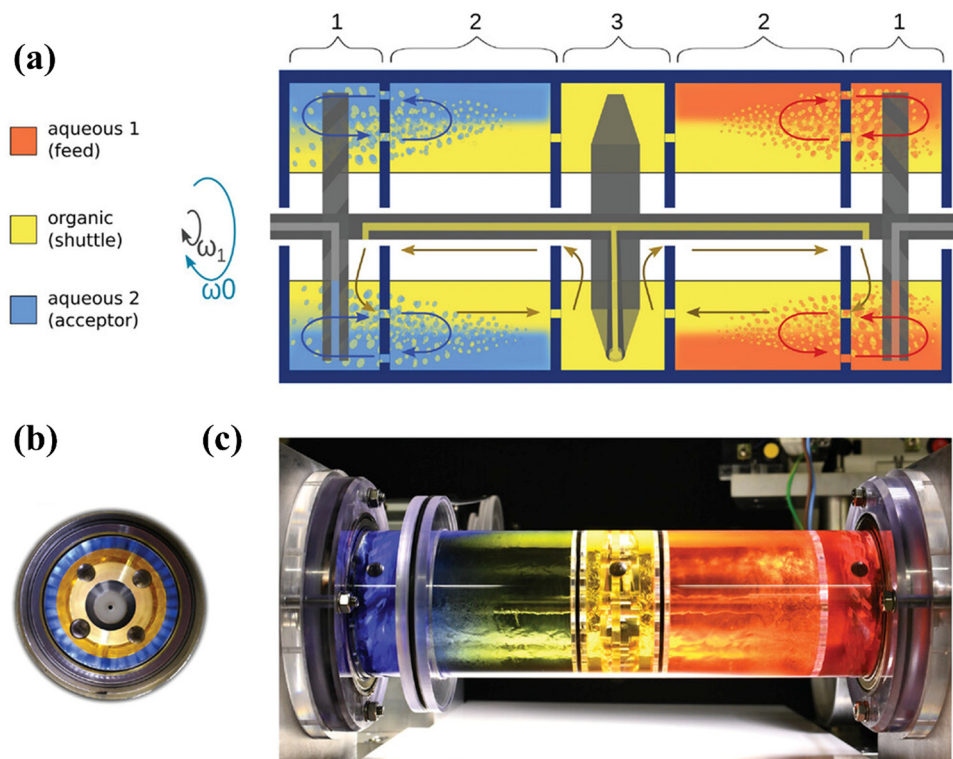 (a)
1 2 3 2 1
aqueous 1
(feed)
organic
(shuttle)
aqueous 2
(acceptor)
ω₁
ω0
(b)
(c)